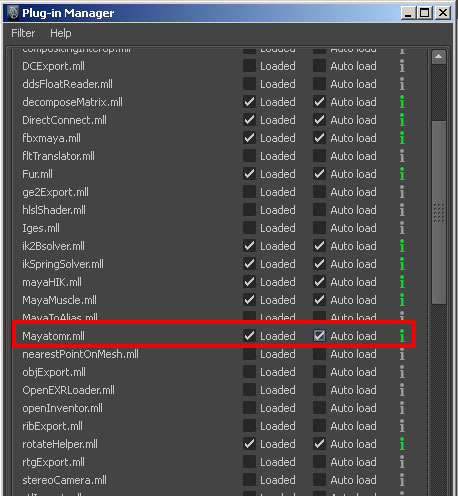 Plug-in Manager
Filter Help
compositingInterop.mll Loaded Auto load i
DCExport.mll Loaded Auto load i
ddsFloatReader.mll Loaded Auto load i
decomposeMatrix.mll Loaded Auto load i
DirectConnect.mll Loaded Auto load i
fbxmaya.mll Loaded Auto load i
fltTranslator.mll Loaded Auto load i
Fur.mll Loaded Auto load i
ge2Export.mll Loaded Auto load i
hlslShader.mll Loaded Auto load i
Iges.mll Loaded Auto load i
ik2Bsolver.mll Loaded Auto load i
ikSpringSolver.mll Loaded Auto load i
mayaHIK.mll Loaded Auto load i
MayaMuscle.mll Loaded Auto load i
MayaToAlias.mll Loaded Auto load i
Mayatomr.mll Loaded Auto load i
nearestPointOnMesh.mll Loaded Auto load i
objExport.mll Loaded Auto load i
OpenEXRLoader.mll Loaded Auto load i
openInventor.mll Loaded Auto load i
ribExport.mll Loaded Auto load i
rotateHelper.mll Loaded Auto load i
rtgExport.mll Loaded Auto load i
stereoCamera.mll Loaded Auto load i
Loaded Auto load i